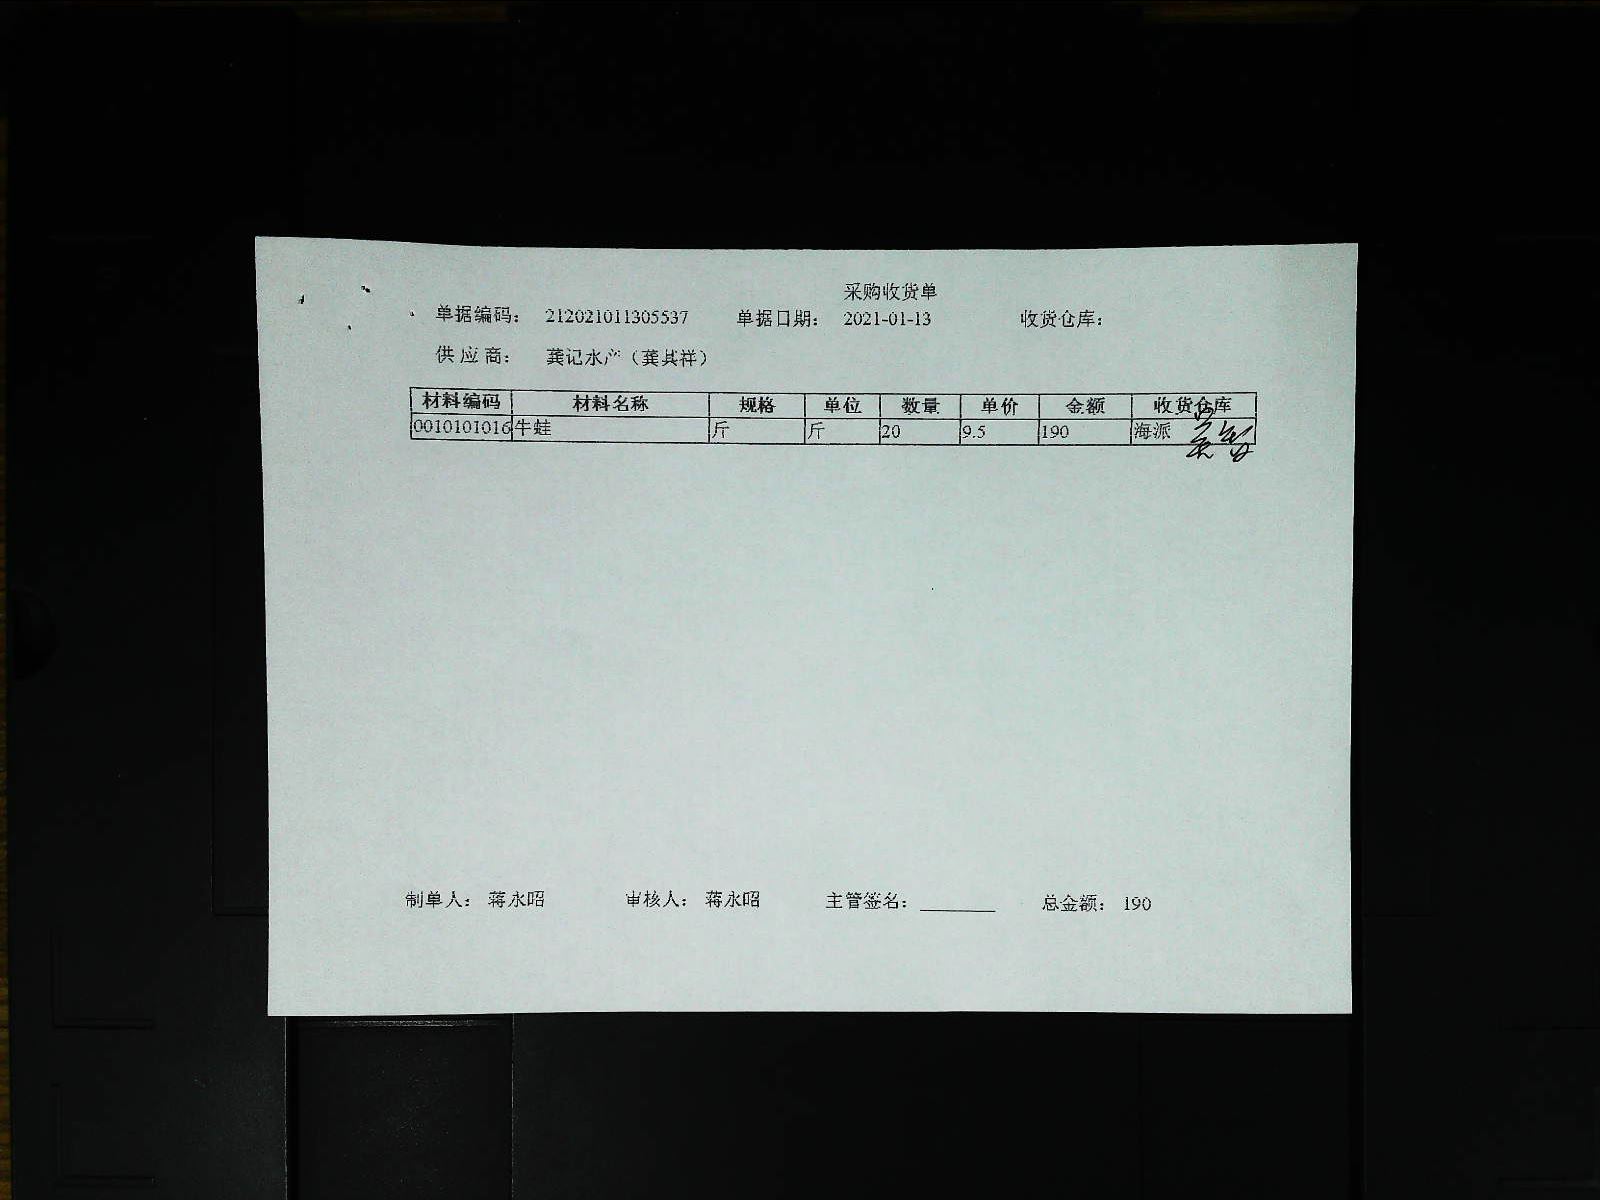 采购收货单
单据编码： 212021011305537 单据日期： 2021-01-13 收货仓库：
供 应 商： 龚记水产（龚其祥）
材料编码 材料名称 规格 单位 数量 单价 金额 收货仓库
0010101016 牛蛙 斤 斤 20 9.5 190 海派
制单人： 蒋永昭 审核人： 蒋永昭 主管签名：________ 总金额： 190